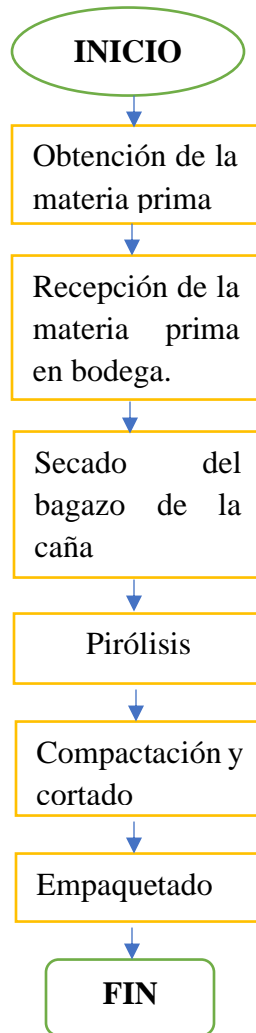 INICIO
Obtención de la
materia prima
Recepción de la
materia prima
en bodega.
Secado del
bagazo de la
caña
Pirólisis
Compactación y
cortado
Empaquetado
FIN